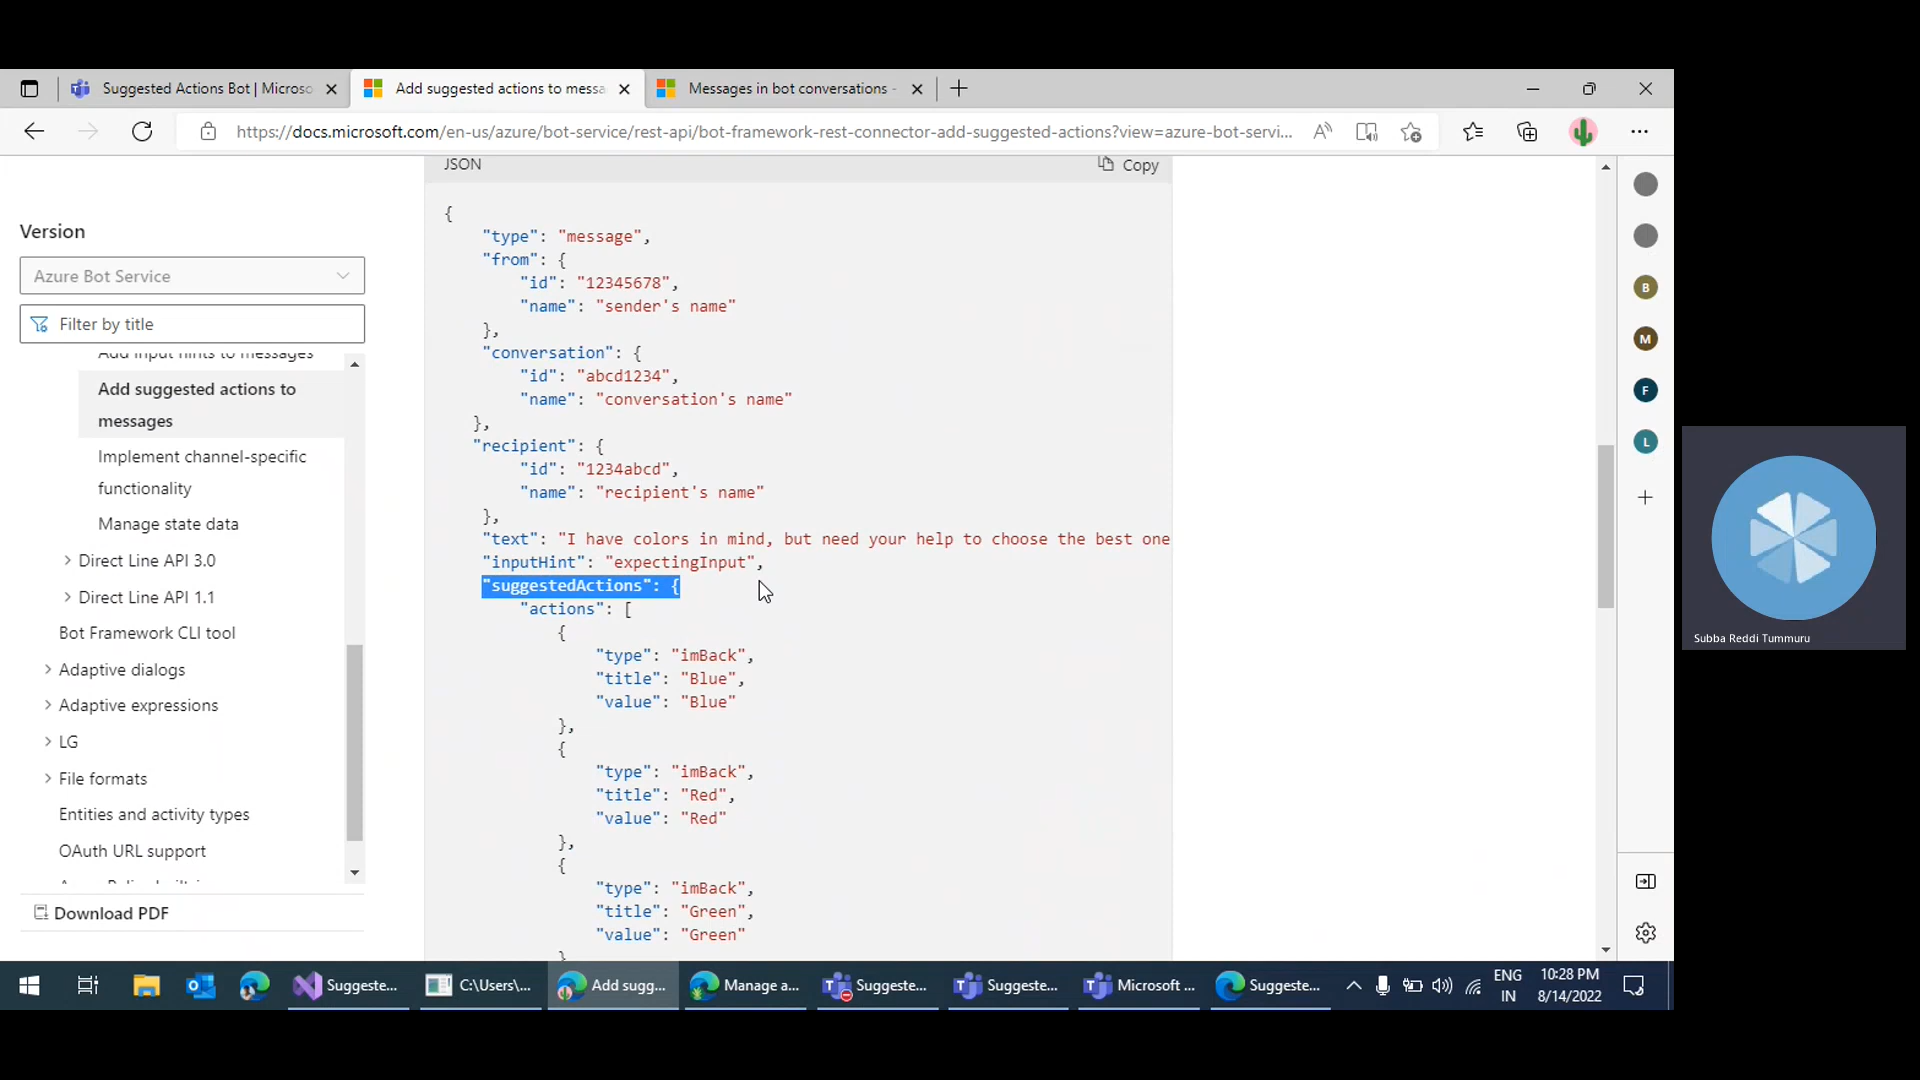 Suggested Actions Bot | Microso
Add suggested actions to messa
Messages in bot conversations -
https://docs.microsoft.com/en-us/azure/bot-service/rest-api/bot-framework-rest-connector-add-suggested-actions?view=azure-bot-servi...
JSON
Copy
Version
Azure Bot Service
Filter by title
Add input hints to messages
Add suggested actions to
messages
Implement channel-specific
functionality
Manage state data
Direct Line API 3.0
Direct Line API 1.1
Bot Framework CLI tool
Adaptive dialogs
Adaptive expressions
LG
File formats
Entities and activity types
OAuth URL support
Download PDF
{
"type": "message",
"from": {
"id": "12345678",
"name": "sender's name"
},
"conversation": {
"id": "abcd1234",
"name": "conversation's name"
},
"recipient": {
"id": "1234abcd",
"name": "recipient's name"
},
"text": "I have colors in mind, but need your help to choose the best one
"inputHint": "expectingInput",
"suggestedActions": {
"actions": [
{
"type": "imBack",
"title": "Blue",
"value": "Blue"
},
{
"type": "imBack",
"title": "Red",
"value": "Red"
},
{
"type": "imBack",
"title": "Green",
"value": "Green"
}
B
M
F
L
Subba Reddi Tummuru
Suggeste...
C:\Users\...
Add sugg...
Manage a...
Suggeste...
Suggeste...
Microsoft ...
Suggeste...
ENG
IN
10:28 PM
8/14/2022